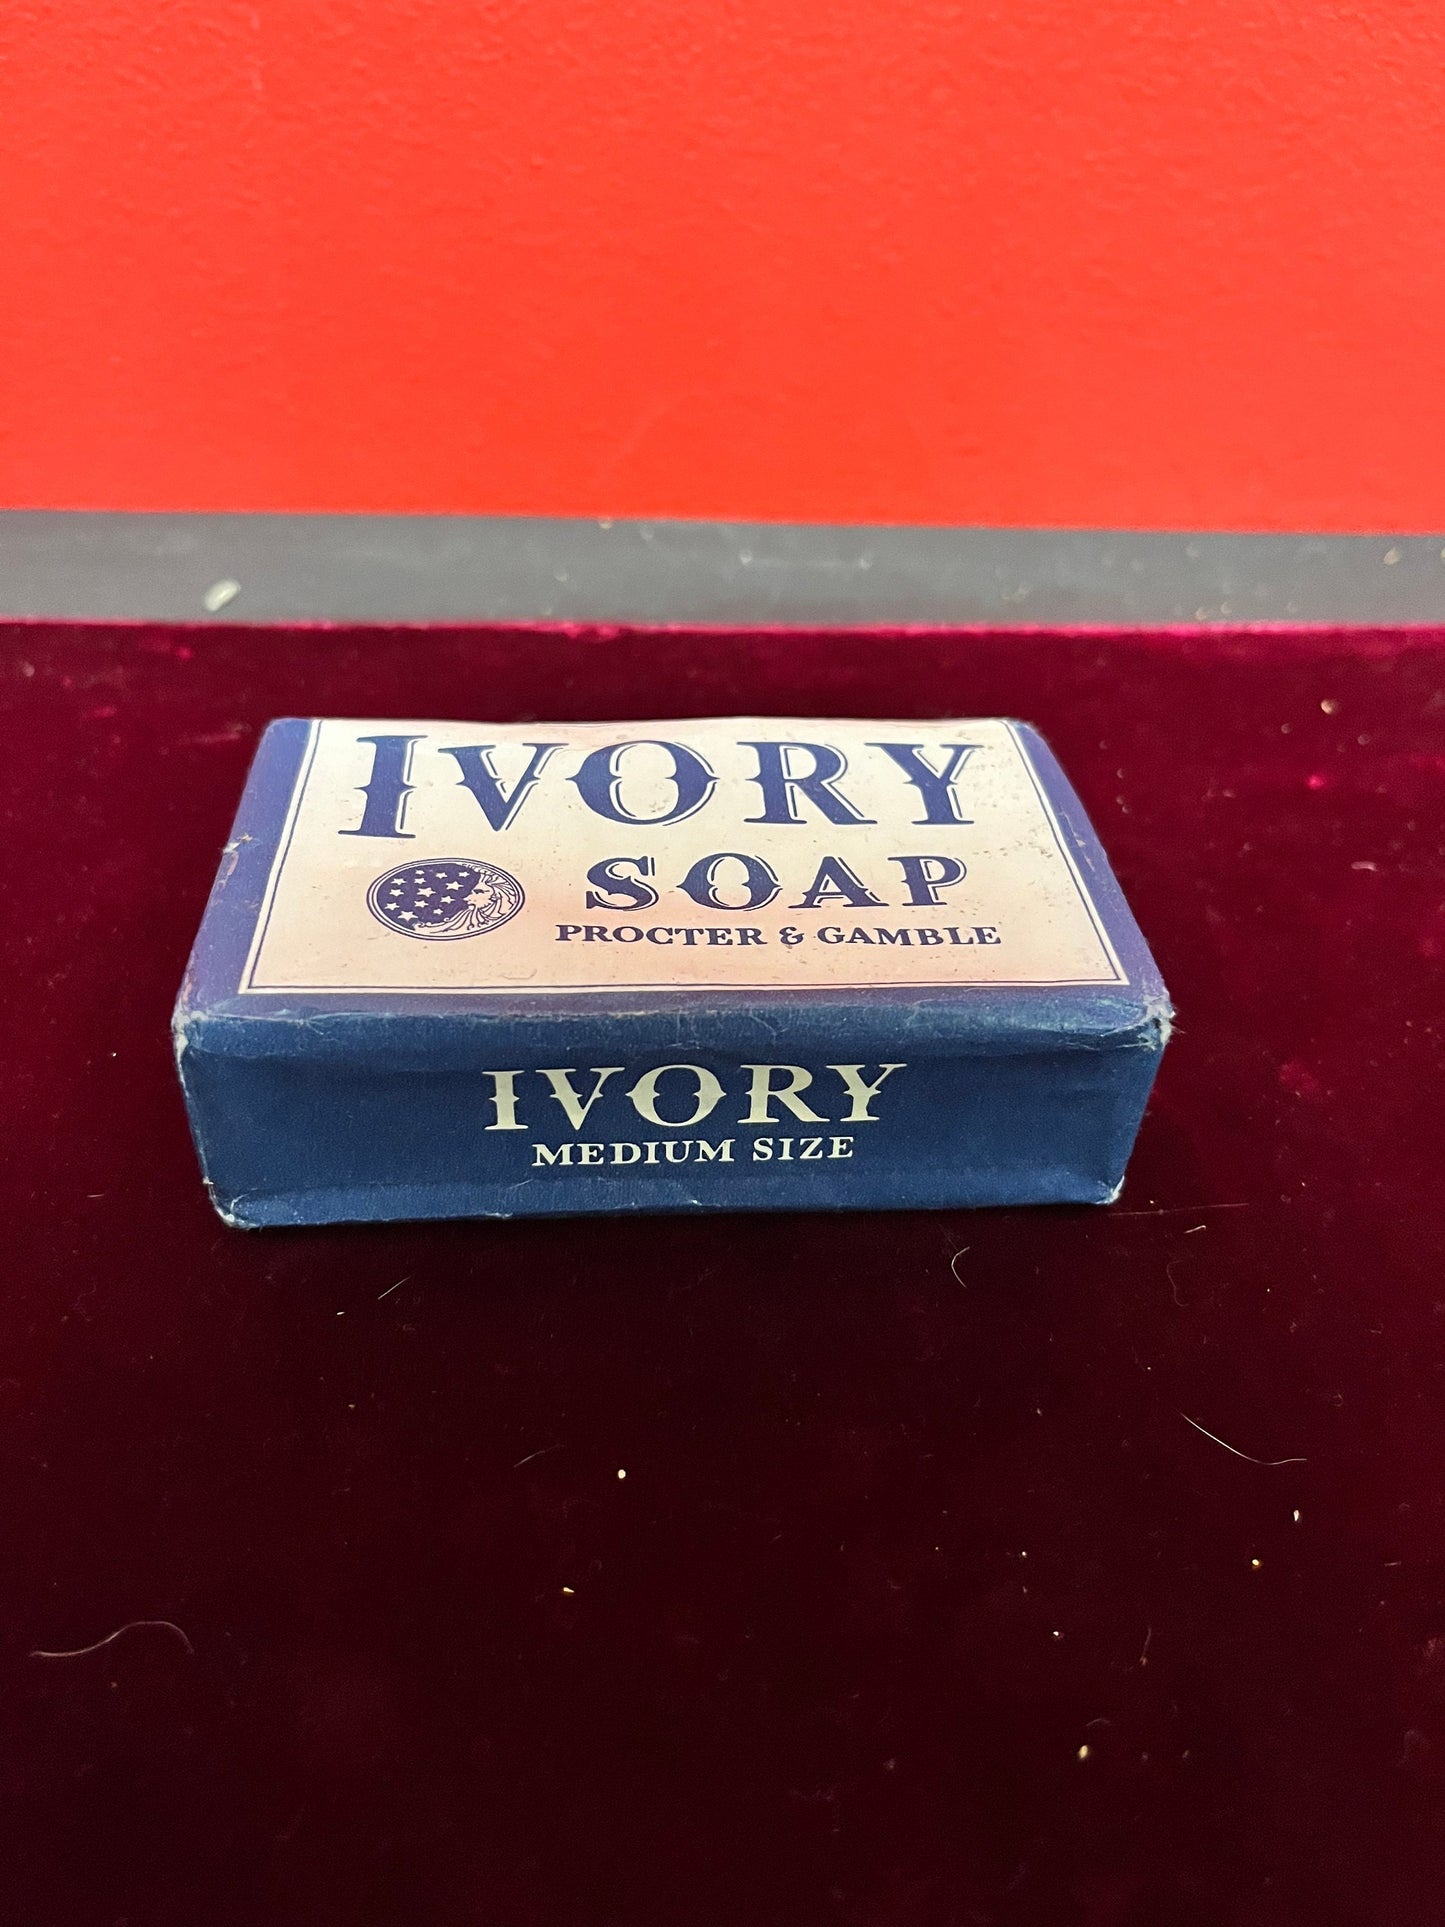 IVORY
SOAP
PROCTER & GAMBLE
IVORY
MEDIUM SIZE